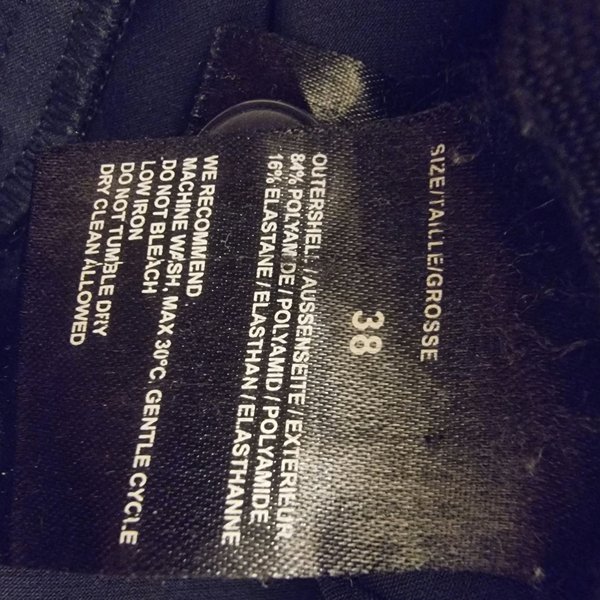 SIZE/TAILLE/GROSSE
38
OUTERSHELL / AUSSENSEITE / EXTERIEUR
84% POLYAMIDE / POLYAMID / POLYAMIDE
16% ELASTANE / ELASTHAN / ELASTHANNE
WE RECOMMEND
MACHINE WASH, MAX 30°C, GENTLE CYCLE
DO NOT BLEACH
LOW IRON
DO NOT TUMBLE DRY
DRY CLEAN ALLOWED